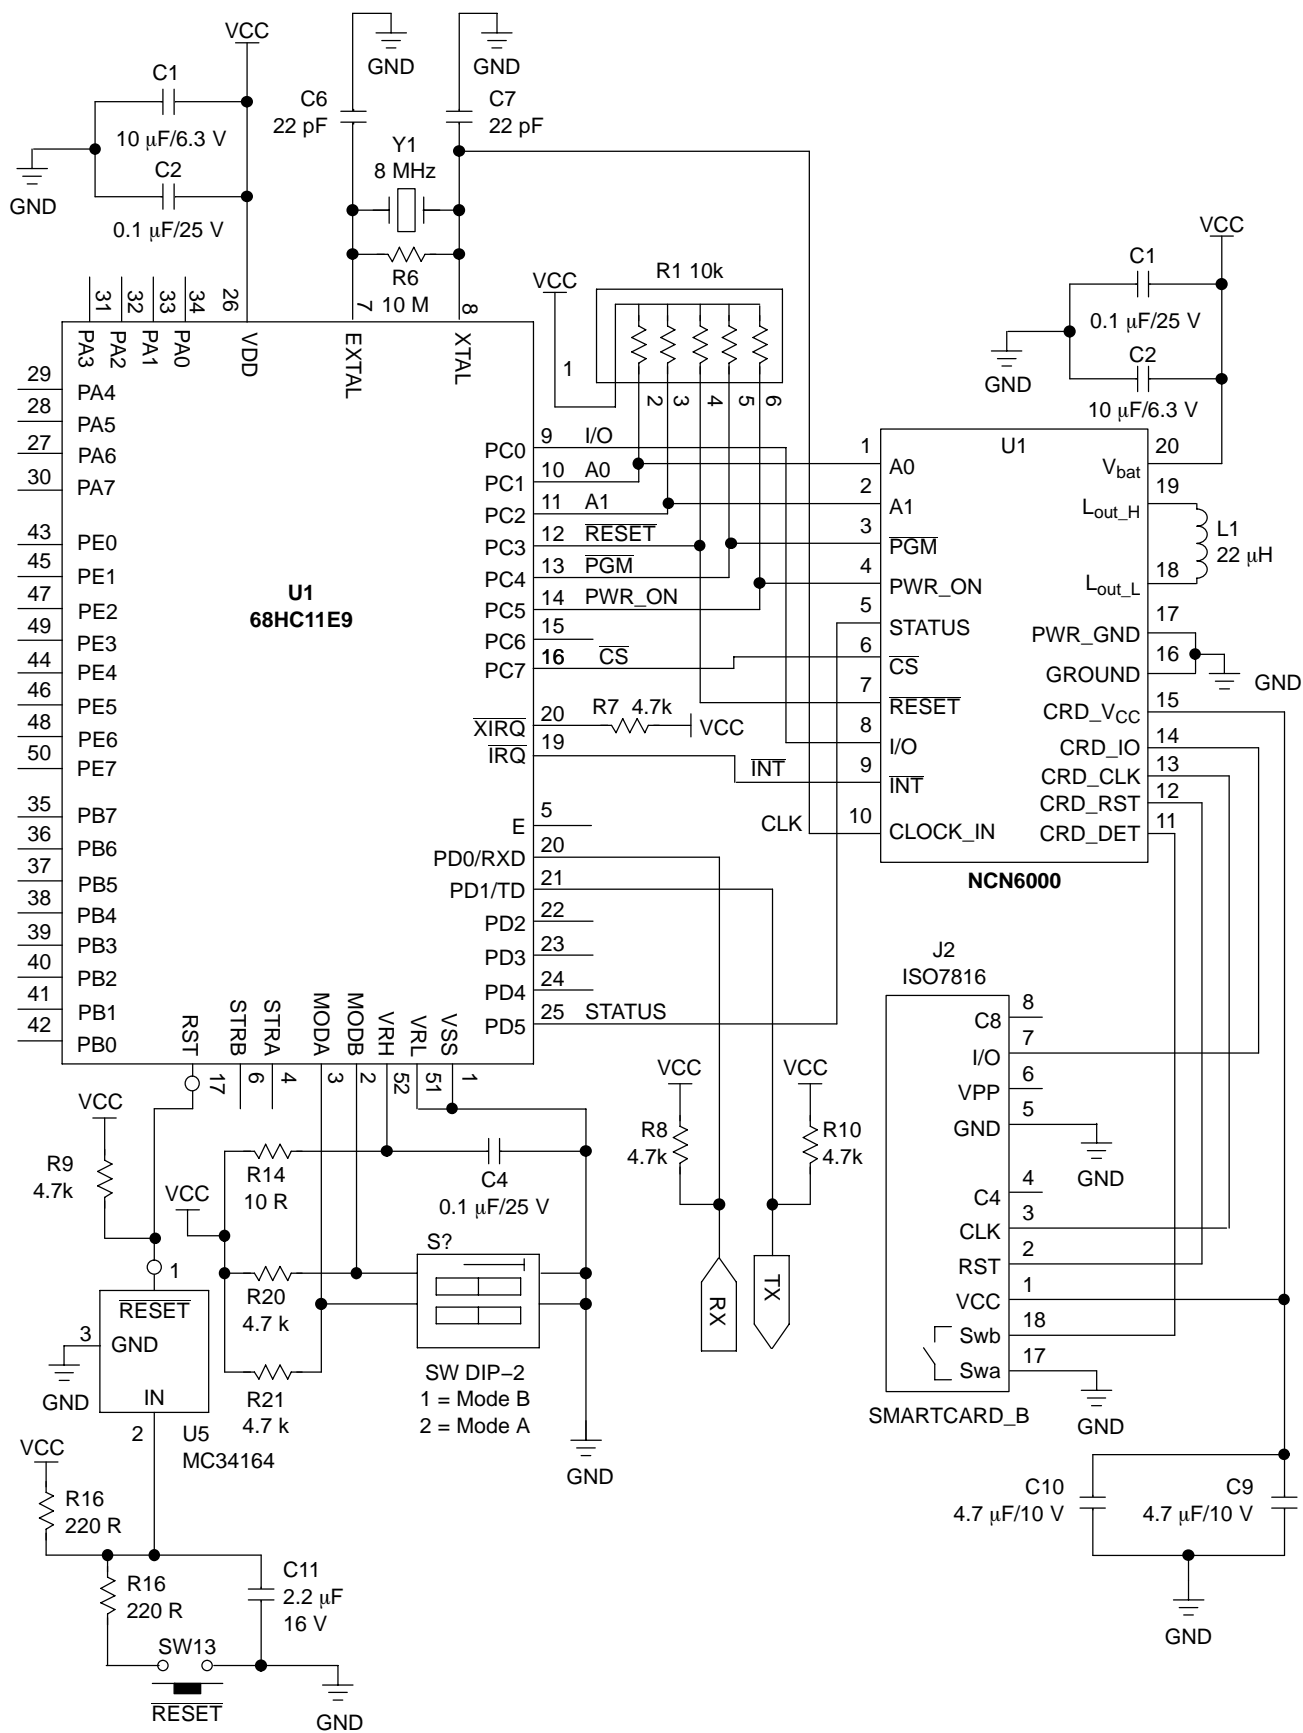 VCC
C1
10 μF/6.3 V
C2
0.1 μF/25 V
GND
GND
GND
C6
22 pF
C7
22 pF
Y1
8 MHz
R6
10 M
VCC
R1 10k
1
2
3
4
5
6
VCC
C1
0.1 μF/25 V
C2
10 μF/6.3 V
GND
31
32
33
34
26
7
8
PA3
PA2
PA1
PA0
VDD
EXTAL
XTAL
29
PA4
28
PA5
27
PA6
30
PA7
43
PE0
45
PE1
47
PE2
49
PE3
44
PE4
46
PE5
48
PE6
50
PE7
35
PB7
36
PB6
37
PB5
38
PB4
39
PB3
40
PB2
41
PB1
42
PB0
U1
68HC11E9
PC0 9 I/O
PC1 10 A0
PC2 11 A1
PC3 12 RESET
PC4 13 PGM
PC5 14 PWR_ON
PC6 15
PC7 16 CS
XIRQ 20 R7 4.7k VCC
IRQ 19 INT
E 5
CLK
PD0/RXD 20
PD1/TD 21
PD2 22
PD3 23
PD4 24
PD5 25 STATUS
RST
STRB
STRA
MODA
MODB
VRH
VRL
VSS
17
6
4
3
2
52
51
1
U1
1 A0
2 A1
3 PGM
4 PWR_ON
5 STATUS
6 CS
7 RESET
8 I/O
9 INT
10 CLOCK_IN
Vbat 20
Lout_H 19
Lout_L 18
PWR_GND 17
GROUND 16
CRD_VCC 15
CRD_IO 14
CRD_CLK 13
CRD_RST 12
CRD_DET 11
NCN6000
L1
22 μH
GND
J2
ISO7816
C8 8
I/O 7
VPP 6
GND 5
GND
C4 4
CLK 3
RST 2
VCC 1
Swb 18
Swa 17
GND
SMARTCARD_B
VCC
R9
4.7k
VCC
R14
10 R
C4
0.1 μF/25 V
R20
4.7 k
R21
4.7 k
S?
SW DIP–2
1 = Mode B
2 = Mode A
GND
VCC
R8
4.7k
VCC
R10
4.7k
RX
TX
1
RESET
3
GND
GND
IN
2
U5
MC34164
VCC
R16
220 R
R16
220 R
C11
2.2 μF
16 V
SW13
RESET
GND
C10
4.7 μF/10 V
C9
4.7 μF/10 V
GND